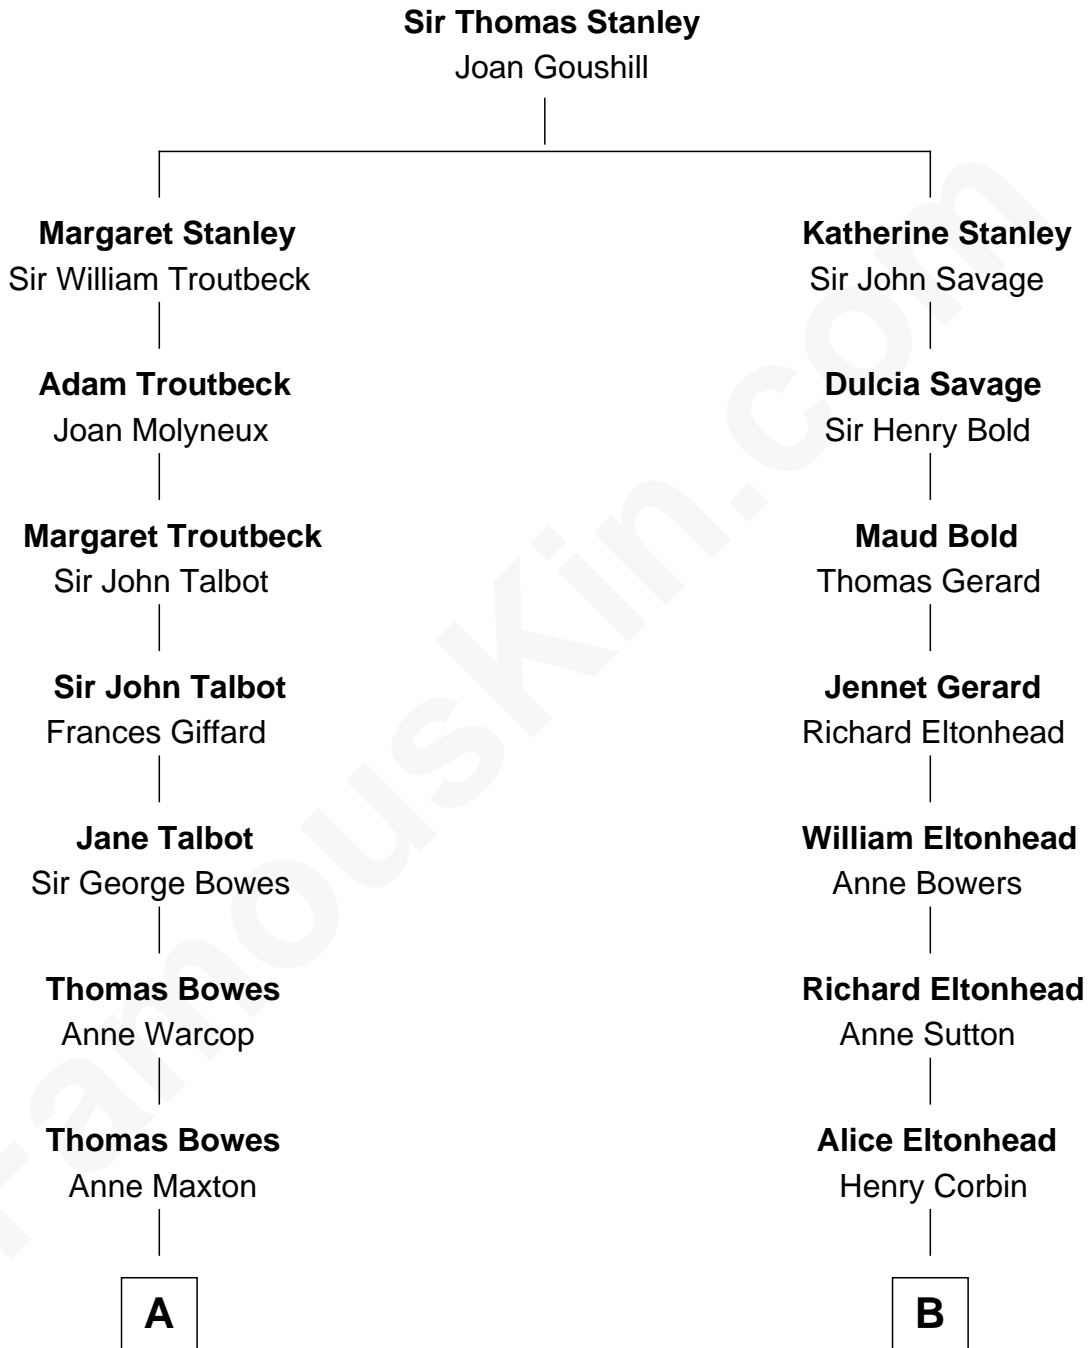 Sir Thomas Stanley
Joan Goushill
Margaret Stanley
Sir William Troutbeck
Katherine Stanley
Sir John Savage
Adam Troutbeck
Joan Molyneux
Dulcia Savage
Sir Henry Bold
Margaret Troutbeck
Sir John Talbot
Maud Bold
Thomas Gerard
Sir John Talbot
Frances Giffard
Jennet Gerard
Richard Eltonhead
Jane Talbot
Sir George Bowes
William Eltonhead
Anne Bowers
Thomas Bowes
Anne Warcop
Richard Eltonhead
Anne Sutton
Thomas Bowes
Anne Maxton
Alice Eltonhead
Henry Corbin
A
B
FamousKin.com